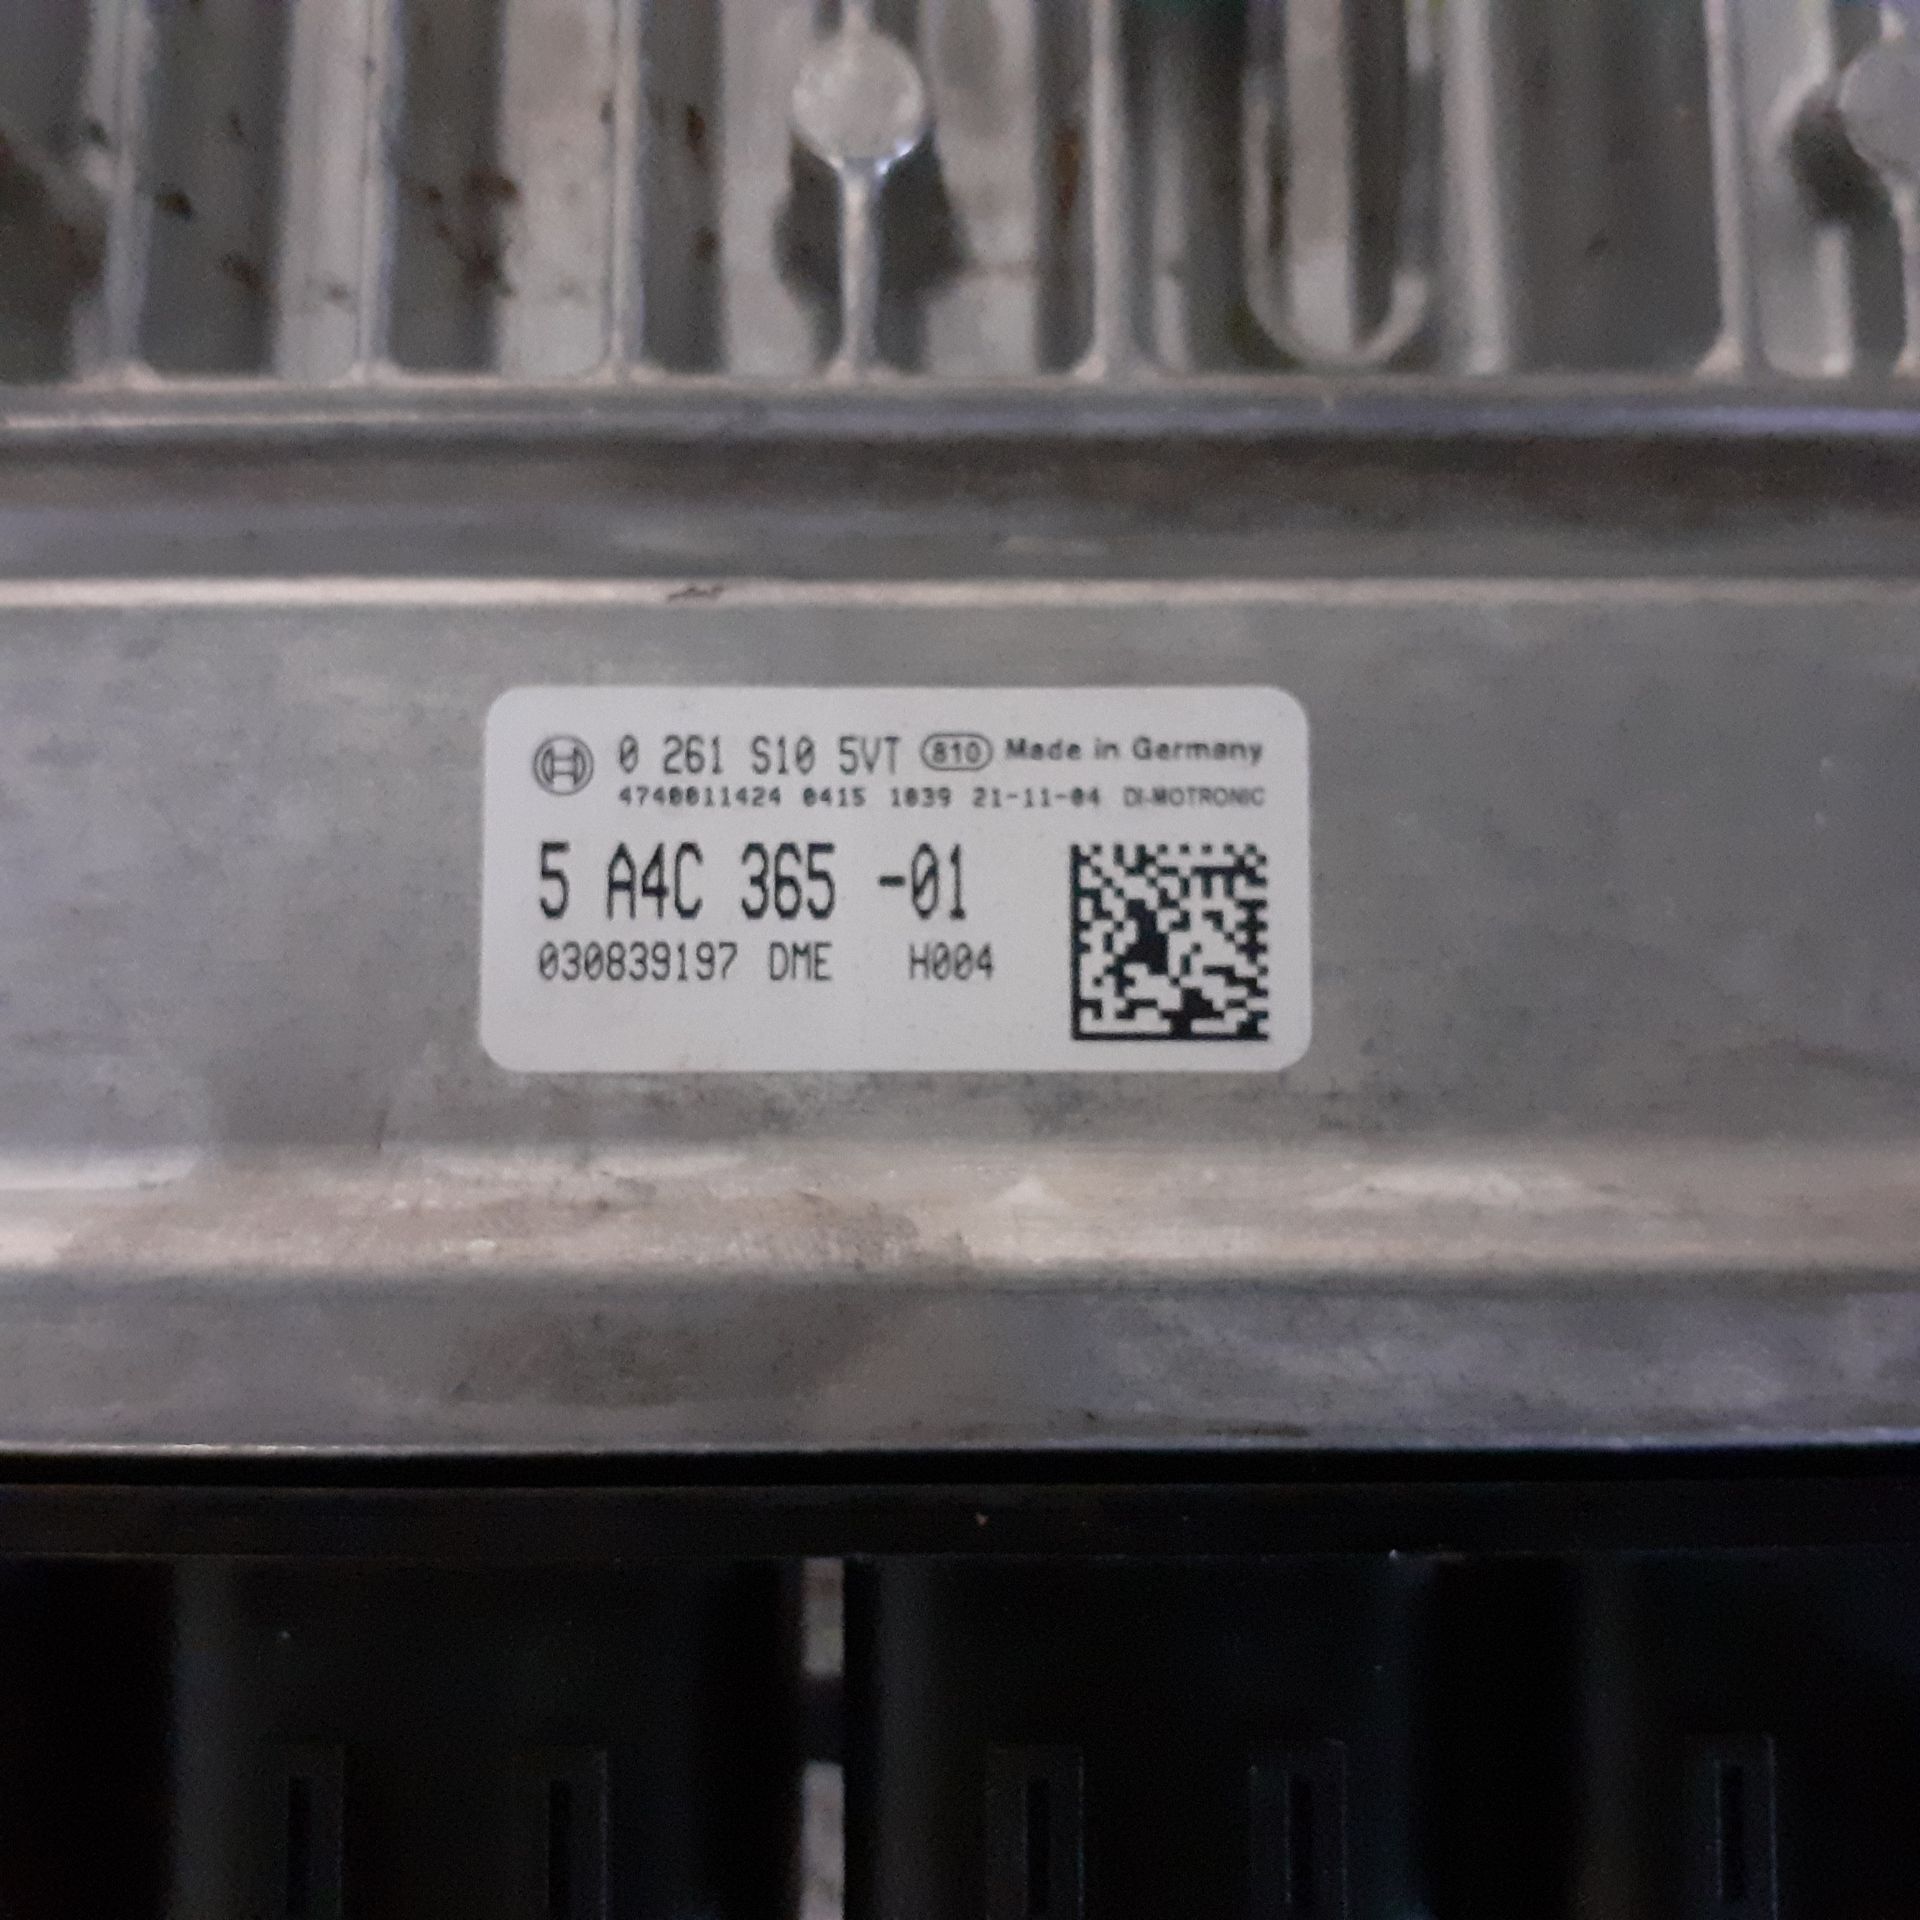 0 261 S10 5VT 810 Made in Germany
4740011424 0415 1039 21-11-04 DI-MOTRONIC
5 A4C 365 -01
030839197 DME H004